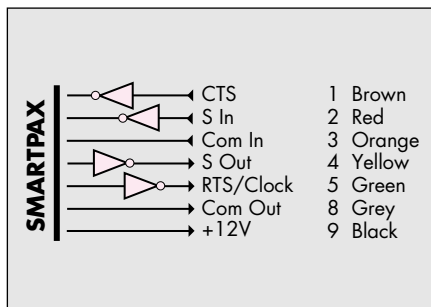 SMARTPAX
CTS 1 Brown
S In 2 Red
Com In 3 Orange
S Out 4 Yellow
RTS/Clock 5 Green
Com Out 8 Grey
+12V 9 Black